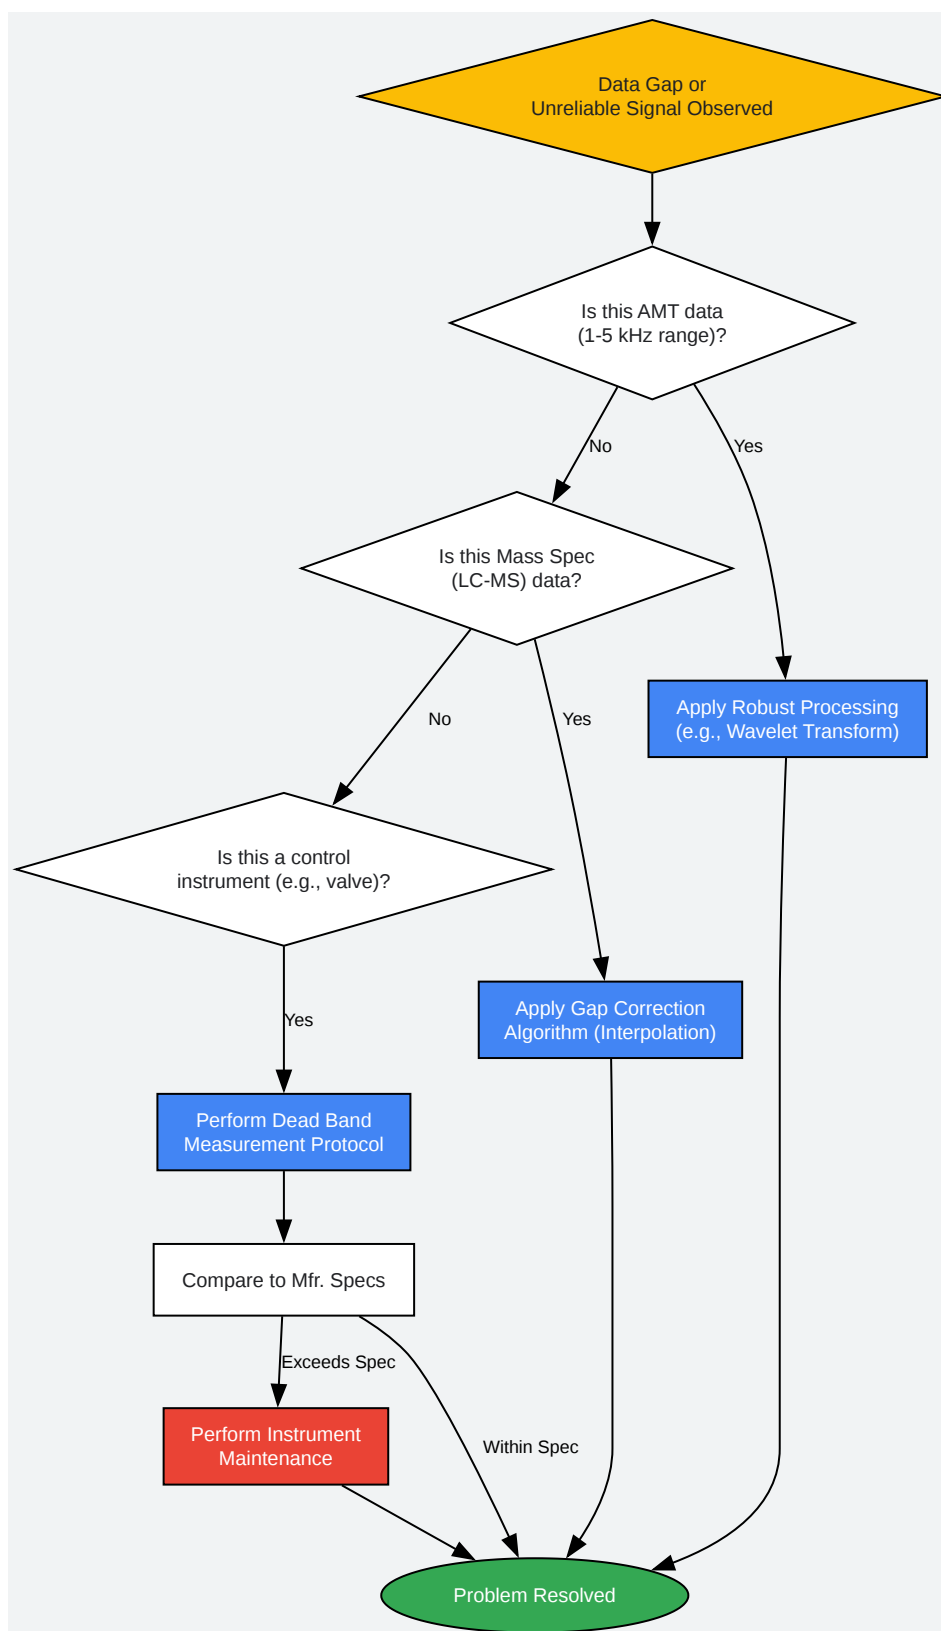 Data Gap or
Unreliable Signal Observed
Is this AMT data
(1-5 kHz range)?
No
Yes
Is this Mass Spec
(LC-MS) data?
No
Yes
Apply Robust Processing
(e.g., Wavelet Transform)
Is this a control
instrument (e.g., valve)?
Yes
Apply Gap Correction
Algorithm (Interpolation)
Perform Dead Band
Measurement Protocol
Compare to Mfr. Specs
Exceeds Spec
Within Spec
Perform Instrument
Maintenance
Problem Resolved